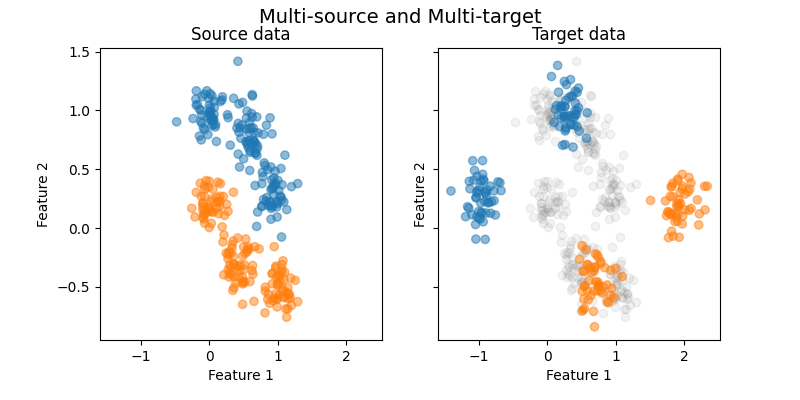 Multi-source and Multi-target
Source data
Target data
1.5
1.0
0.5
0.0
−0.5
Feature 2
Feature 2
−1 0 1 2
−1 0 1 2
Feature 1
Feature 1